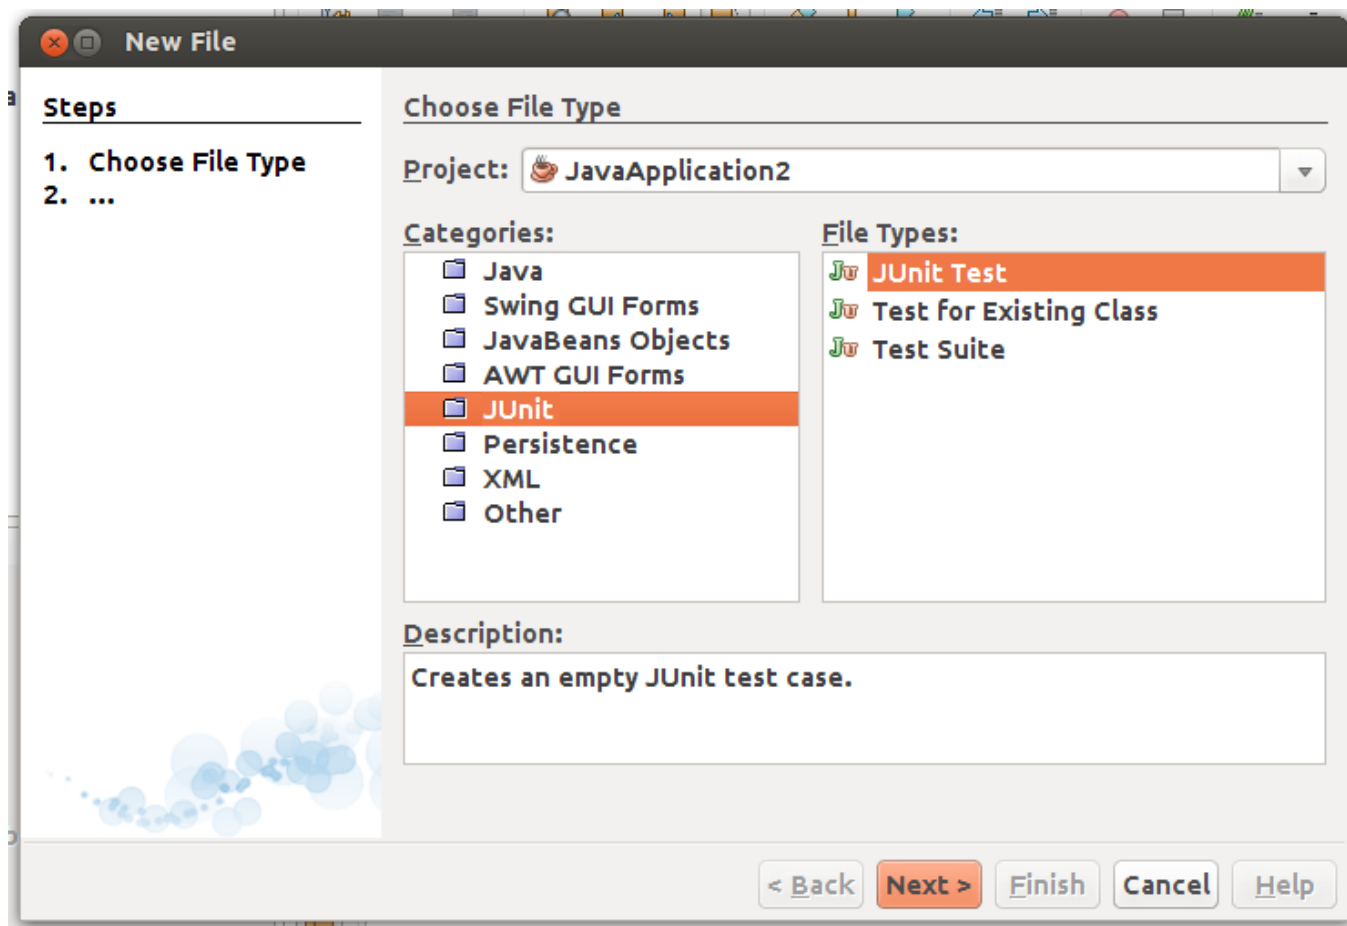 New File
Steps
1. Choose File Type
2. ...
Choose File Type
Project: JavaApplication2
Categories:
Java
Swing GUI Forms
JavaBeans Objects
AWT GUI Forms
JUnit
Persistence
XML
Other
File Types:
JUnit Test
Test for Existing Class
Test Suite
Description:
Creates an empty JUnit test case.
< Back Next > Finish Cancel Help